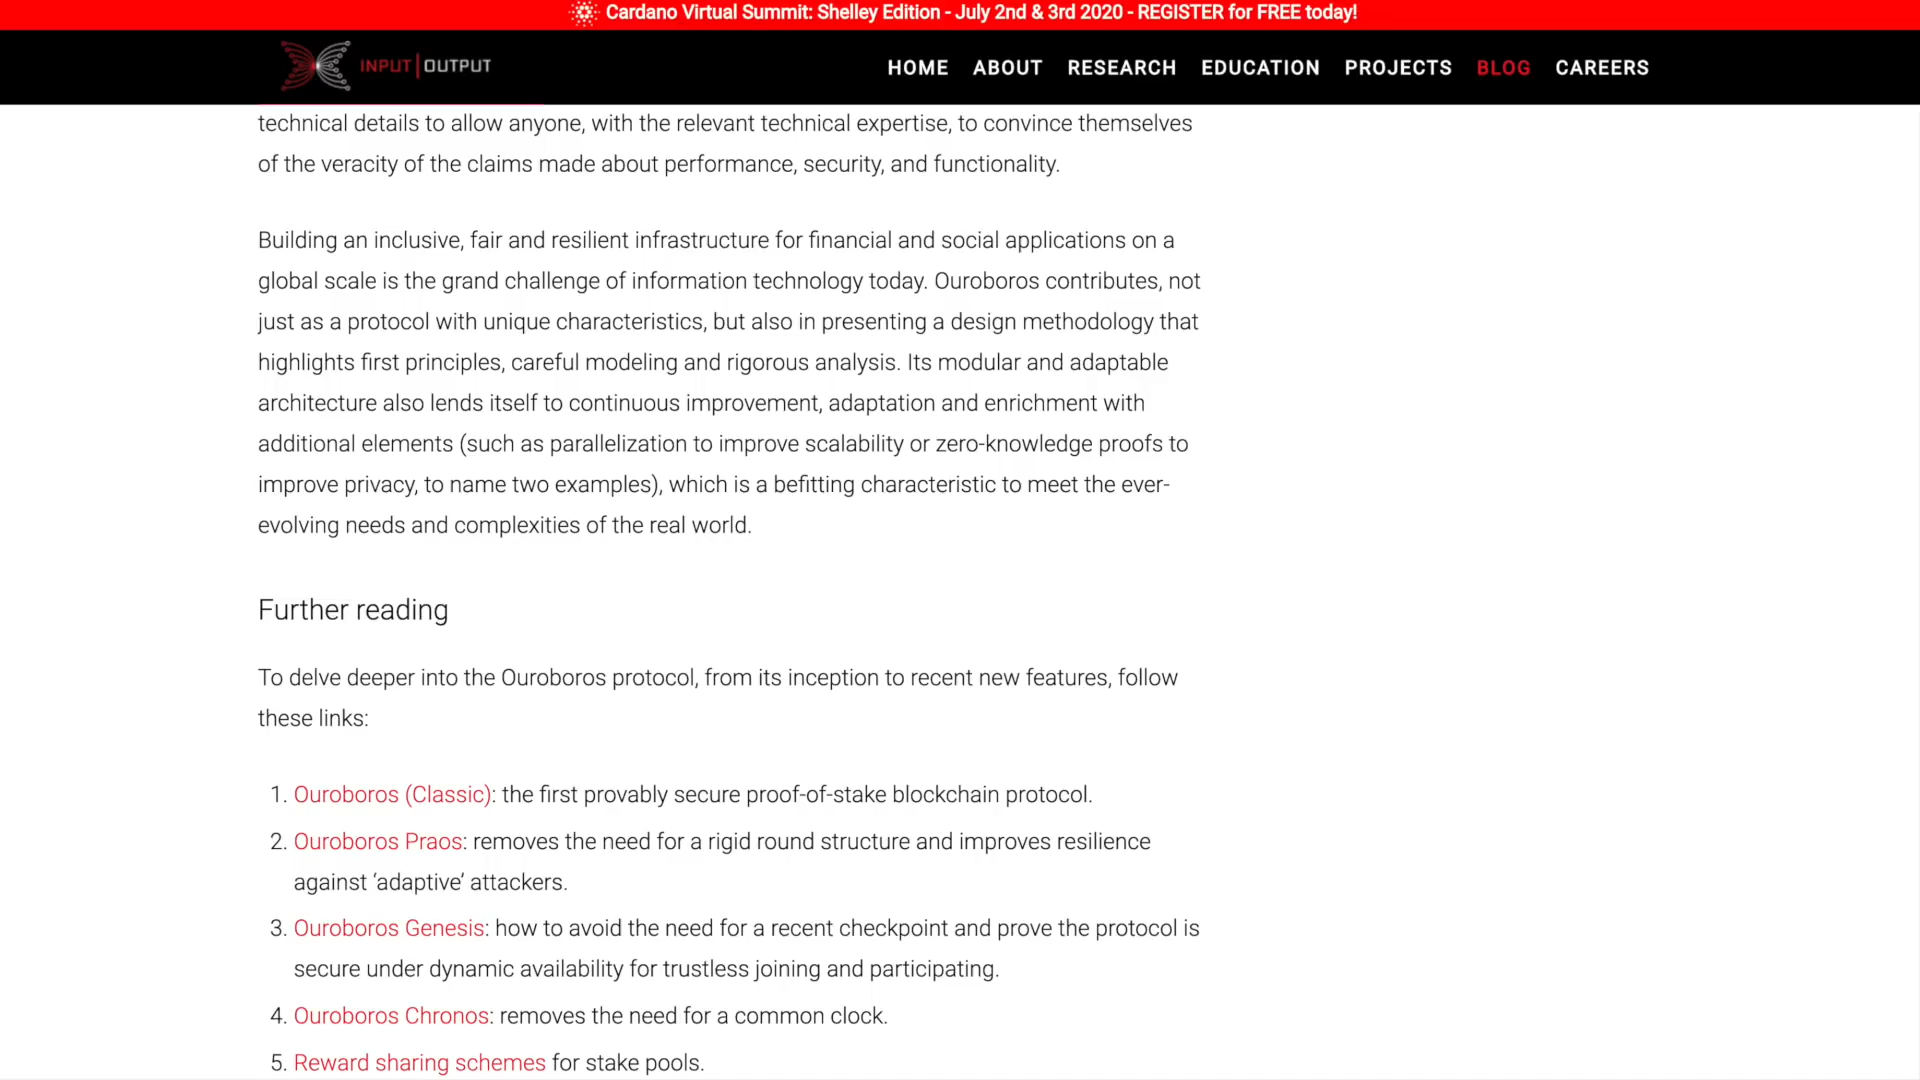 Cardano Virtual Summit: Shelley Edition - July 2nd & 3rd 2020 - REGISTER for FREE today!
INPUT|OUTPUT
HOME ABOUT RESEARCH EDUCATION PROJECTS BLOG CAREERS
technical details to allow anyone, with the relevant technical expertise, to convince themselves
of the veracity of the claims made about performance, security, and functionality.
Building an inclusive, fair and resilient infrastructure for financial and social applications on a
global scale is the grand challenge of information technology today. Ouroboros contributes, not
just as a protocol with unique characteristics, but also in presenting a design methodology that
highlights first principles, careful modeling and rigorous analysis. Its modular and adaptable
architecture also lends itself to continuous improvement, adaptation and enrichment with
additional elements (such as parallelization to improve scalability or zero-knowledge proofs to
improve privacy, to name two examples), which is a befitting characteristic to meet the ever-
evolving needs and complexities of the real world.
Further reading
To delve deeper into the Ouroboros protocol, from its inception to recent new features, follow
these links:
1. Ouroboros (Classic): the first provably secure proof-of-stake blockchain protocol.
2. Ouroboros Praos: removes the need for a rigid round structure and improves resilience
against ‘adaptive’ attackers.
3. Ouroboros Genesis: how to avoid the need for a recent checkpoint and prove the protocol is
secure under dynamic availability for trustless joining and participating.
4. Ouroboros Chronos: removes the need for a common clock.
5. Reward sharing schemes for stake pools.